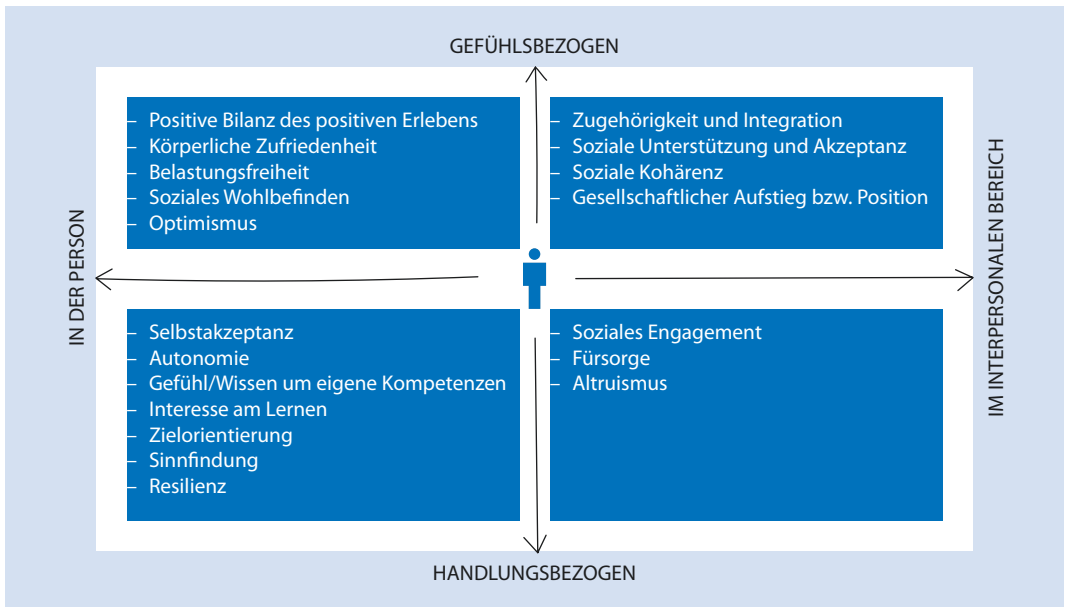 GEFÜHLSBEZOGEN
– Positive Bilanz des positiven Erlebens
– Körperliche Zufriedenheit
– Belastungsfreiheit
– Soziales Wohlbefinden
– Optimismus
– Zugehörigkeit und Integration
– Soziale Unterstützung und Akzeptanz
– Soziale Kohärenz
– Gesellschaftlicher Aufstieg bzw. Position
IN DER PERSON
IM INTERPERSONALEN BEREICH
– Selbstakzeptanz
– Autonomie
– Gefühl/Wissen um eigene Kompetenzen
– Interesse am Lernen
– Zielorientierung
– Sinnfindung
– Resilienz
– Soziales Engagement
– Fürsorge
– Altruismus
HANDLUNGSBEZOGEN